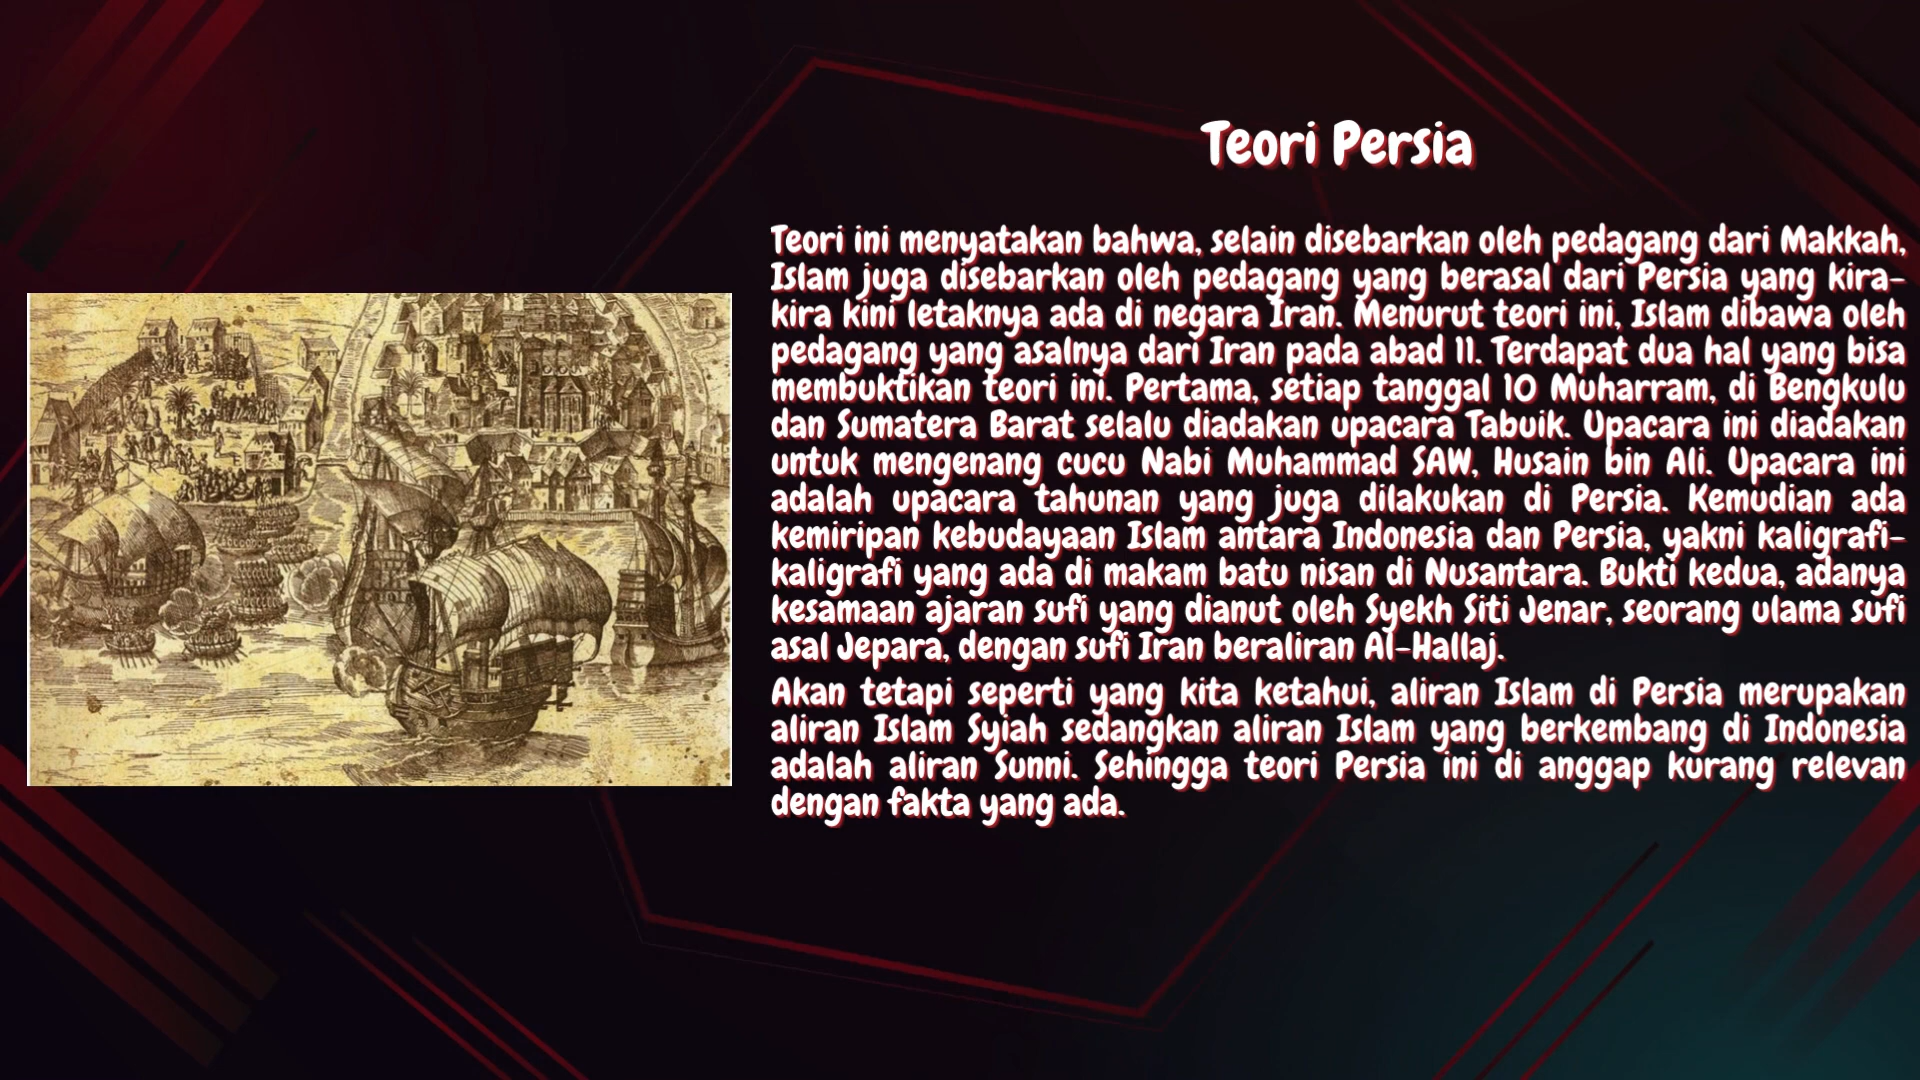 Teori Persia
Teori ini menyatakan bahwa, selain disebarkan oleh pedagang dari Makkah,
Islam juga disebarkan oleh pedagang yang berasal dari Persia yang kira-
kira kini letaknya ada di negara Iran. Menurut teori ini, Islam dibawa oleh
pedagang yang asalnya dari Iran pada abad 11. Terdapat dua hal yang bisa
membuktikan teori ini. Pertama, setiap tanggal 10 Muharram, di Bengkulu
dan Sumatera Barat selalu diadakan upacara Tabuik. Upacara ini diadakan
untuk mengenang cucu Nabi Muhammad SAW, Husain bin Ali. Upacara ini
adalah upacara tahunan yang juga dilakukan di Persia. Kemudian ada
kemiripan kebudayaan Islam antara Indonesia dan Persia, yakni kaligrafi-
kaligrafi yang ada di makam batu nisan di Nusantara. Bukti kedua, adanya
kesamaan ajaran sufi yang dianut oleh Syekh Siti Jenar, seorang ulama sufi
asal Jepara, dengan sufi Iran beraliran Al-Hallaj.
Akan tetapi seperti yang kita ketahui, aliran Islam di Persia merupakan
aliran Islam Syiah sedangkan aliran Islam yang berkembang di Indonesia
adalah aliran Sunni. Sehingga teori Persia ini di anggap kurang relevan
dengan fakta yang ada.